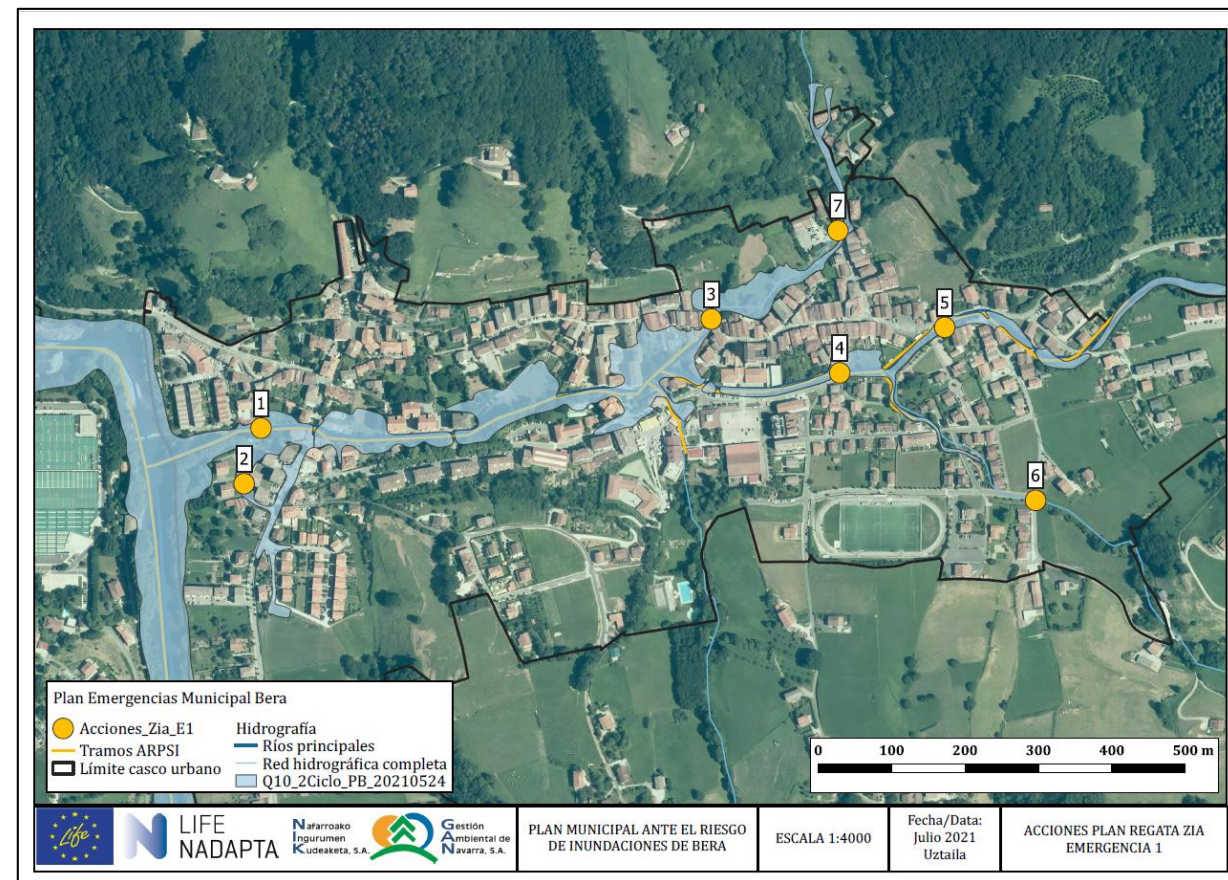 7
3
5
4
1
2
6
Plan Emergencias Municipal Bera
Acciones_Zia_E1
Tramos ARPSI
Límite casco urbano
Hidrografía
Ríos principales
Red hidrográfica completa
Q10_2Ciclo_PB_20210524
0 100 200 300 400 500 m
Life
LIFE
NADAPTA
Nafarroako
Ingurumen
Kudeaketa, S.A.
Gestión
Ambiental de
Navarra, S.A.
PLAN MUNICIPAL ANTE EL RIESGO
DE INUNDACIONES DE BERA
ESCALA 1:4000
Fecha/Data:
Julio 2021
Uztaila
ACCIONES PLAN REGATA ZIA
EMERGENCIA 1